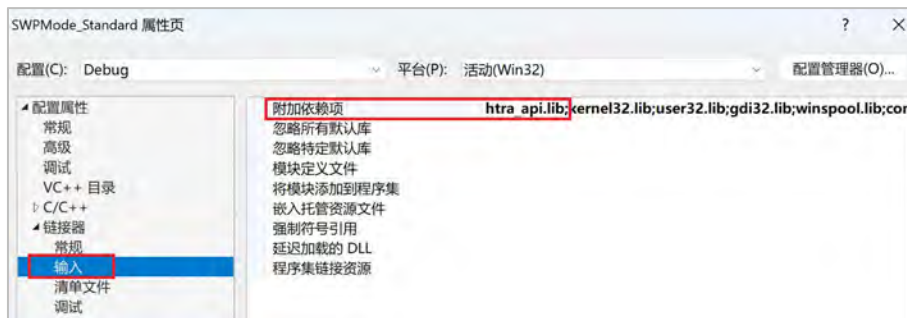 SWPMode_Standard 属性页 ? ×
配置(C): Debug 平台(P): 活动(Win32) 配置管理器(O)...
配置属性
常规
高级
调试
VC++ 目录
C/C++
链接器
常规
输入
清单文件
调试
附加依赖项 htra_api.lib;kernel32.lib;user32.lib;gdi32.lib;winspool.lib;com
忽略所有默认库
忽略特定默认库
模块定义文件
将模块添加到程序集
嵌入托管资源文件
强制符号引用
延迟加载的 DLL
程序集链接资源